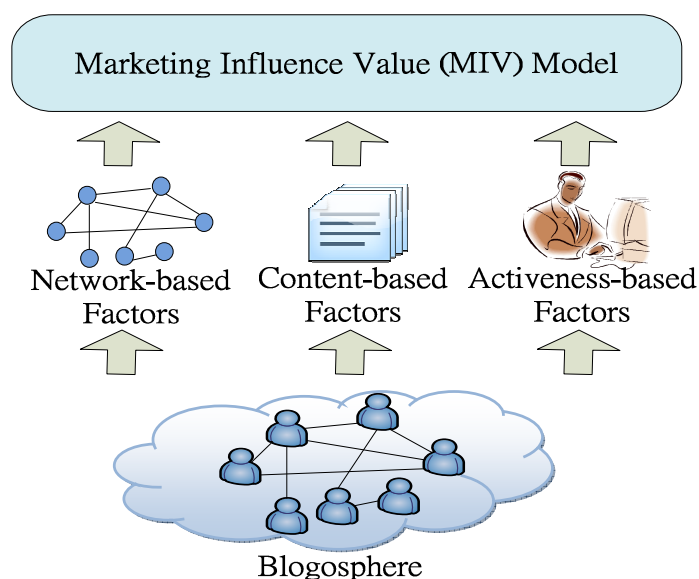 Marketing Influence Value (MIV) Model
Network-based
Factors
Content-based
Factors
Activeness-based
Factors
Blogosphere